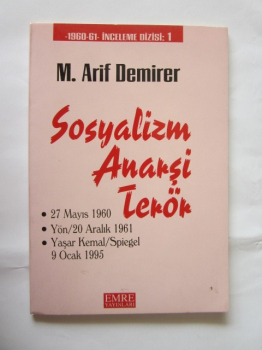 -1960-61- İNCELEME DİZİSİ: 1
M. Arif Demirer
Sosyalizm
Anarşi
Terör
• 27 Mayıs 1960
• Yön/20 Aralık 1961
• Yaşar Kemal/Spiegel
9 Ocak 1995
EMRE
YAYINLARI